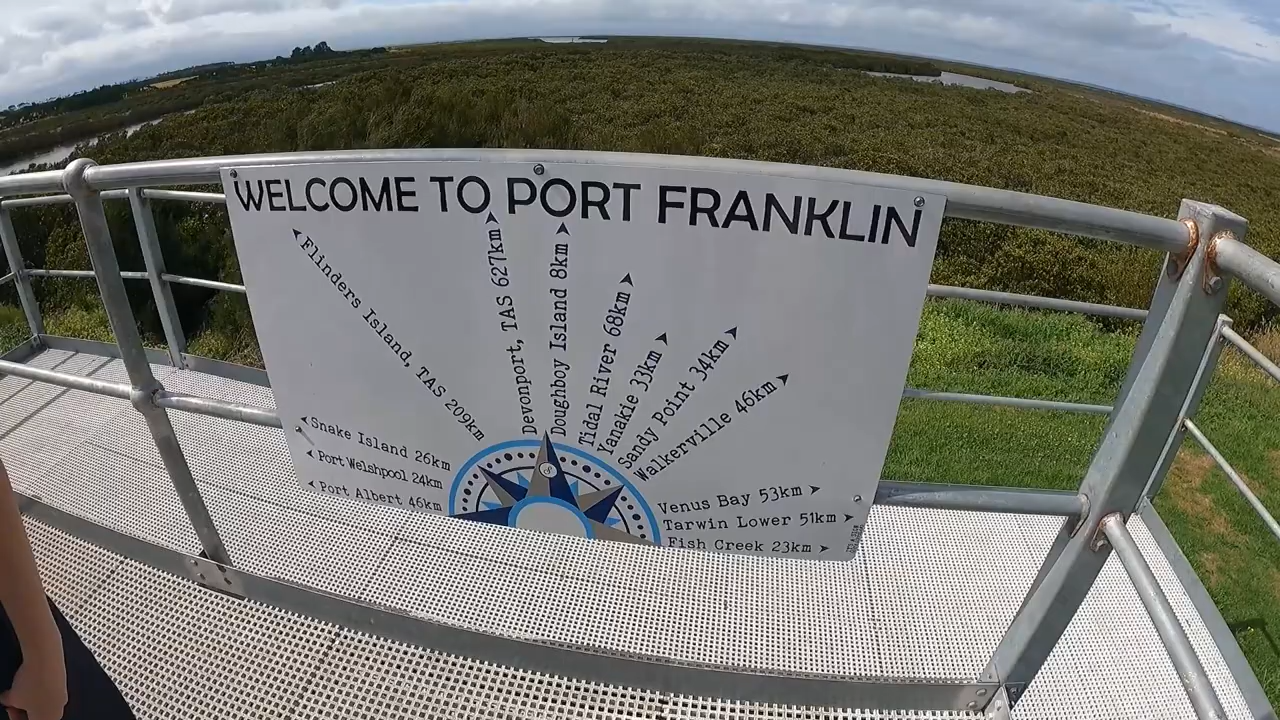 WELCOME TO PORT FRANKLIN
Flinders Island, TAS 209km
Devonport, TAS 627km
Doughboy Island 8km
Tidal River 68km
Yanakie 33km
Sandy Point 34km
Walkerville 46km
Snake Island 26km
Port Welshpool 24km
Port Albert 46km
Venus Bay 53km
Tarwin Lower 51km
Fish Creek 23km
S